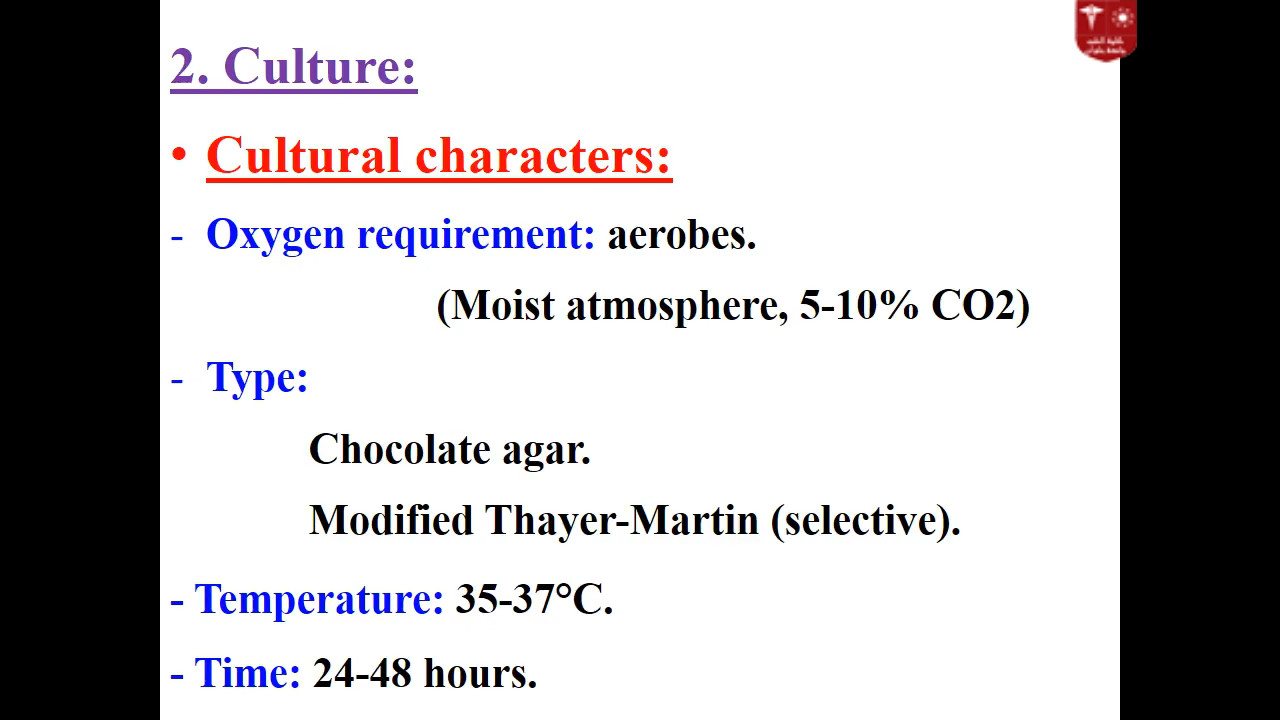 2. Culture:
• Cultural characters:
- Oxygen requirement: aerobes.
(Moist atmosphere, 5-10% CO2)
- Type:
Chocolate agar.
Modified Thayer-Martin (selective).
- Temperature: 35-37°C.
- Time: 24-48 hours.